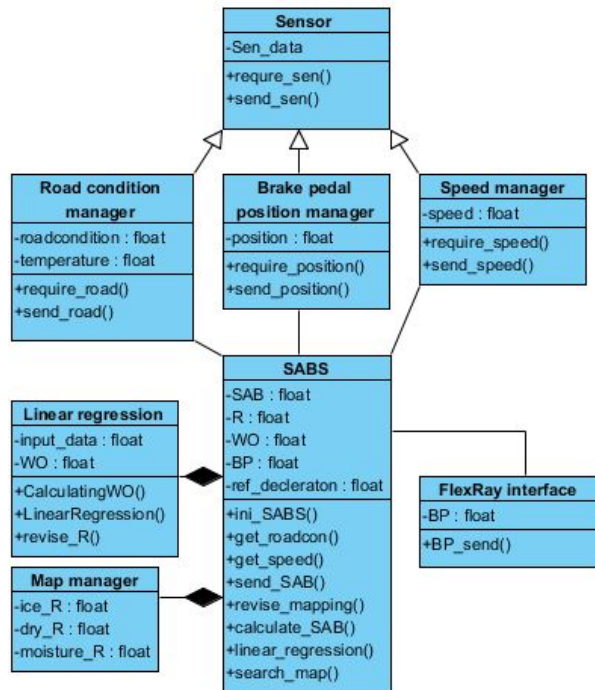 Sensor
-Sen_data
+requre_sen()
+send_sen()
Road condition
manager
-roadcondition : float
-temperature : float
+require_road()
+send_road()
Brake pedal
position manager
-position : float
+require_position()
+send_position()
Speed manager
-speed : float
+require_speed()
+send_speed()
SABS
-SAB : float
-R : float
-WO : float
-BP : float
-ref_decleraton : float
+ini_SABS()
+get_roadcon()
+get_speed()
+send_SAB()
+revise_mapping()
+calculate_SAB()
+linear_regression()
+search_map()
Linear regression
-input_data : float
-WO : float
+CalculatingWO()
+LinearRegression()
+revise_R()
Map manager
-ice_R : float
-dry_R : float
-moisture_R : float
FlexRay interface
-BP : float
+BP_send()